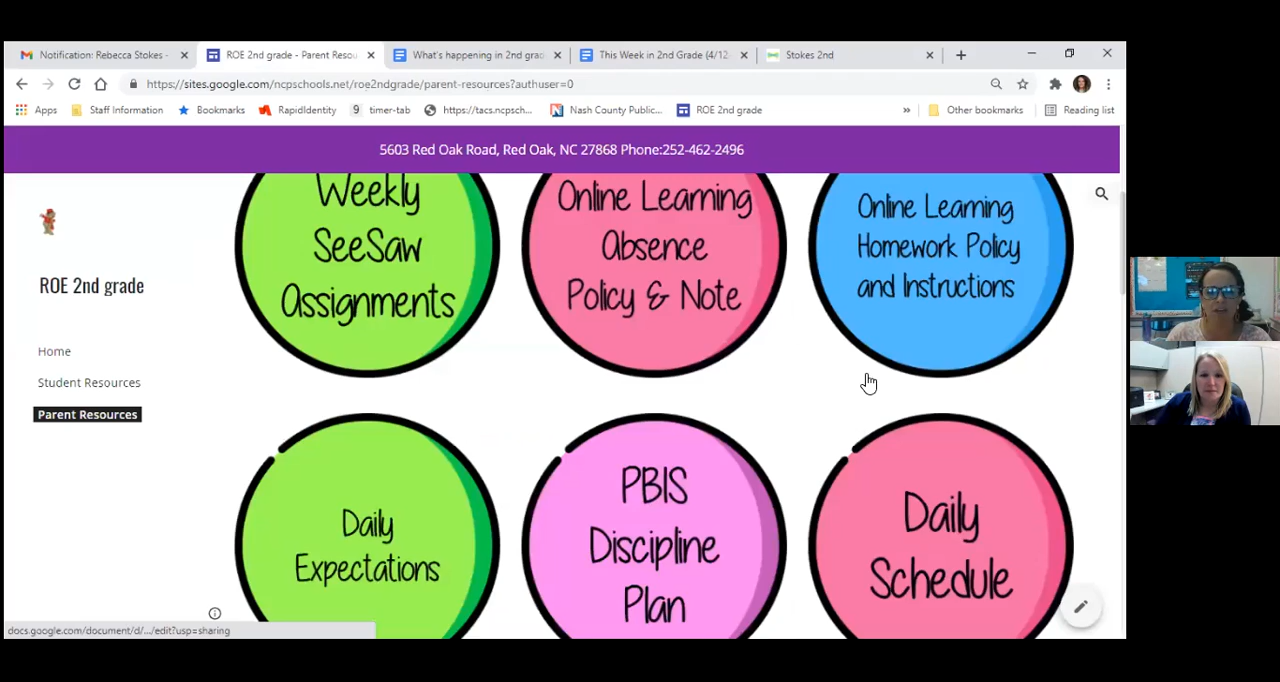 Notification: Rebecca Stokes -
ROE 2nd grade - Parent Resou
What's happening in 2nd grad
This Week in 2nd Grade (4/12
Stokes 2nd
https://sites.google.com/ncpschools.net/roe2ndgrade/parent-resources?authuser=0
Apps
Staff Information
Bookmarks
RapidIdentity
9 timer-tab
https://tacs.ncpsch...
Nash County Public...
ROE 2nd grade
»
Other bookmarks
Reading list
5603 Red Oak Road, Red Oak, NC 27868 Phone:252-462-2496
ROE 2nd grade
Home
Student Resources
Parent Resources
Weekly
SeeSaw
Assignments
Online Learning
Absence
Policy & Note
Online Learning
Homework Policy
and Instructions
Daily
Expectations
PBIS
Discipline
Plan
Daily
Schedule
docs.google.com/document/d/.../edit?usp=sharing